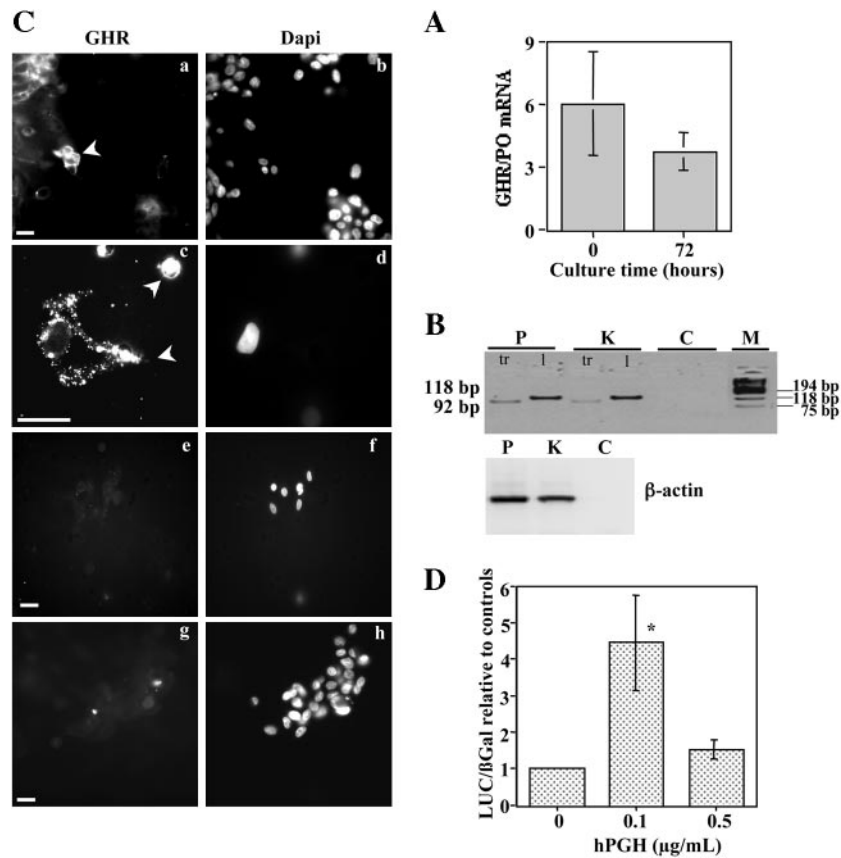 C
GHR Dapi
a b
c d
e f
g h
A
9
6
3
0
GHR/PO mRNA
0 72
Culture time (hours)
B
P K C M
tr l tr l
118 bp
92 bp
194 bp
118 bp
75 bp
P K C
β-actin
D
6
5
4
3
2
1
0
LUC/ßGal relative to controls
*
0 0.1 0.5
hPGH (µg/mL)